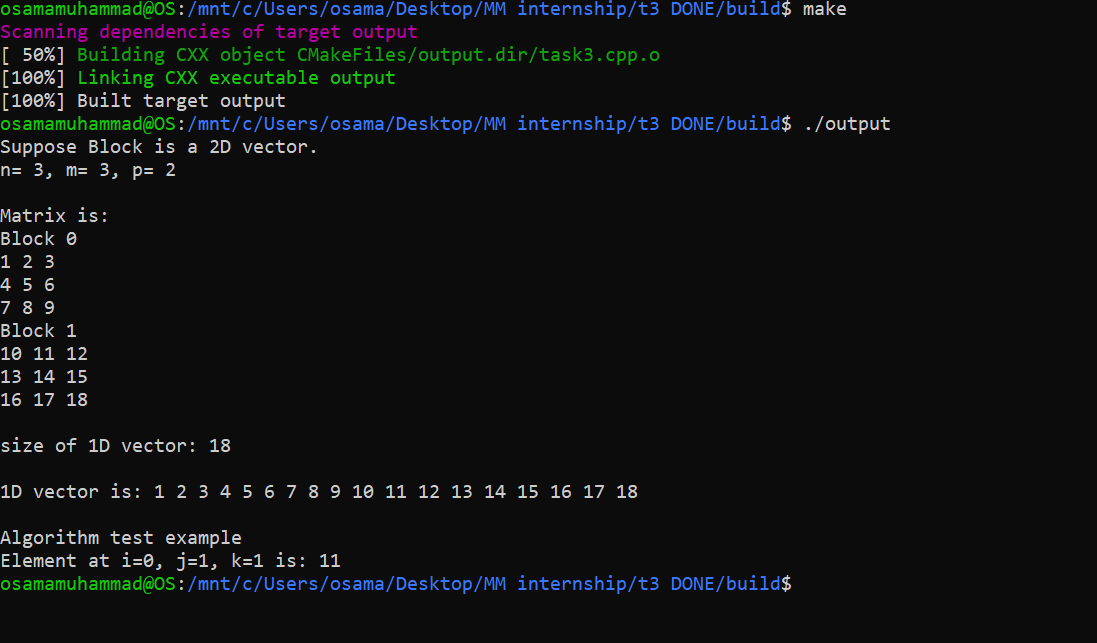 osamamuhammad@OS:/mnt/c/Users/osama/Desktop/MM internship/t3 DONE/build$ make
Scanning dependencies of target output
[ 50%] Building CXX object CMakeFiles/output.dir/task3.cpp.o
[100%] Linking CXX executable output
[100%] Built target output
osamamuhammad@OS:/mnt/c/Users/osama/Desktop/MM internship/t3 DONE/build$ ./output
Suppose Block is a 2D vector.
n= 3, m= 3, p= 2
Matrix is:
Block 0
1 2 3
4 5 6
7 8 9
Block 1
10 11 12
13 14 15
16 17 18
size of 1D vector: 18
1D vector is: 1 2 3 4 5 6 7 8 9 10 11 12 13 14 15 16 17 18
Algorithm test example
Element at i=0, j=1, k=1 is: 11
osamamuhammad@OS:/mnt/c/Users/osama/Desktop/MM internship/t3 DONE/build$